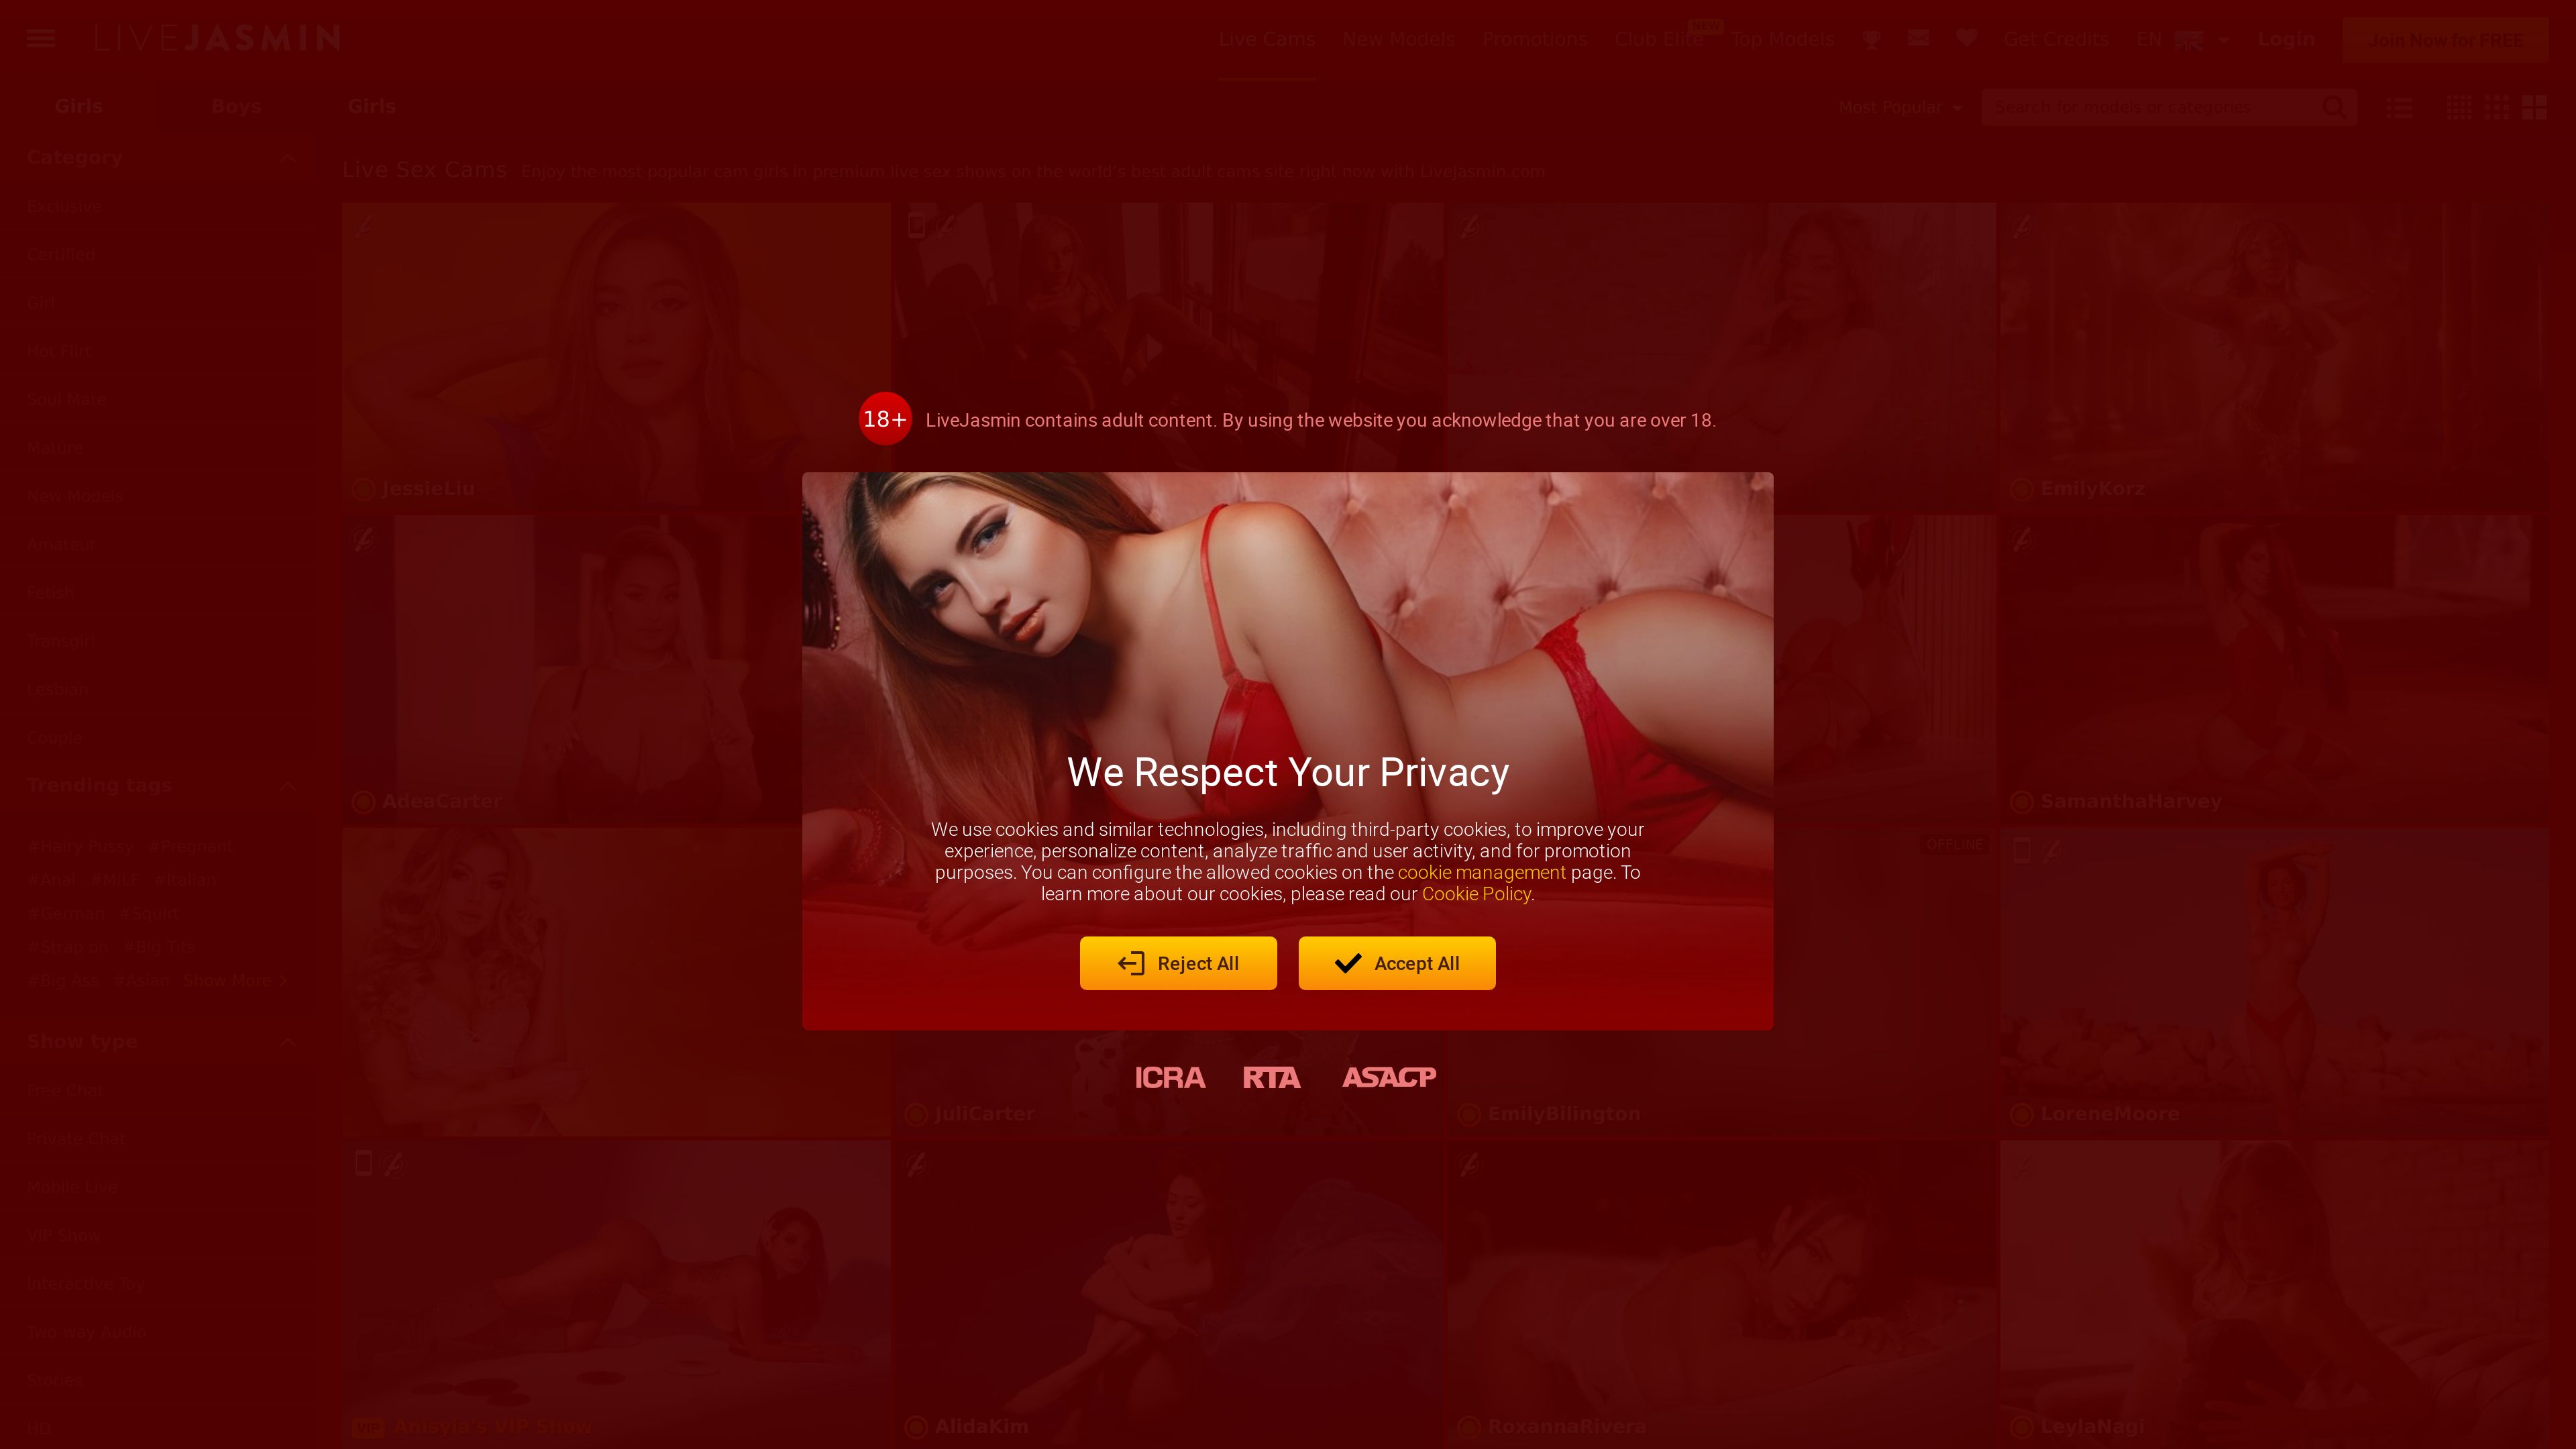 LIVEJASMIN
Live Cams
New Models
Promotions
Club Elite
NEW
Top Models
Get Credits
EN
Login
Join Now for FREE
Girls
Boys
Girls
Most Popular
Search for models or categories
Category
Live Sex Cams
Enjoy the most popular cam girls in premium live sex shows on the world's best adult cams site right now with Livejasmin.com
Exclusive
Certified
Girl
Hot Flirt
Soul Mate
Mature
New Models
Amateur
Fetish
Transgirl
Lesbian
Couple
Trending tags
#Hairy Pussy #Pregnant
#Anal #MILF #Italian
#German #Squirt
#Strap on #Big Tits
#Big Ass #Asian Show More
Show type
Free Chat
Private Chat
Mobile Live
VIP Show
Interactive Toy
Two-way Audio
Stories
HD
JessieLiu
EmilyKorz
AdeaCarter
SamanthaHarvey
OFFLINE
JuliCarter
EmilyBilington
LoreneMoore
VIP Anisyia's VIP Show
AlidaKim
RoxannaRivera
LeylaNagi
18+
LiveJasmin contains adult content. By using the website you acknowledge that you are over 18.
We Respect Your Privacy
We use cookies and similar technologies, including third-party cookies, to improve your
experience, personalize content, analyze traffic and user activity, and for promotion
purposes. You can configure the allowed cookies on the cookie management page. To
learn more about our cookies, please read our Cookie Policy.
Reject All
Accept All
ICRA
RTA
ASACP